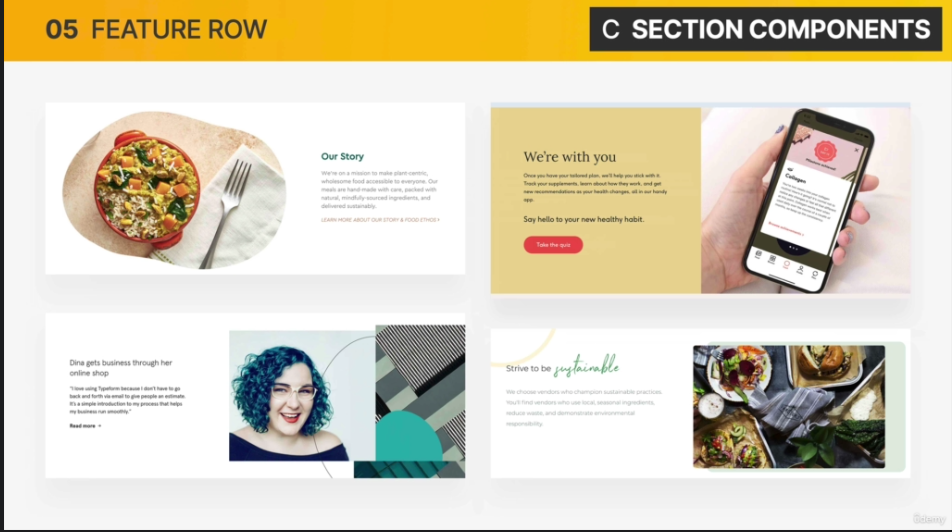 05 FEATURE ROW
C SECTION COMPONENTS
Our Story
We're on a mission to make plant centric,
wholesome food accessible to everyone. Our
meals are hand-made with care, packed with
natural, mindfully-sourced ingredients, and
delivered sustainably.
LEARN MORE ABOUT OUR STORY & FOOD ETHOS >
We're with you
Once you have your tailored plan, we'll help you stick with it.
Track your supplements, learn about how they work, and get
new recommendations as your health changes, all in our handy
app.
Say hello to your new healthy habit.
Take the quiz
Collagen
Dina gets business through her
online shop
"I love using Typeform because I don't have to go
back and forth via email to give people an estimate.
It's a simple introduction to my process that helps
my business run smoothly."
Read more →
Strive to be sustainable
We choose vendors who champion sustainable practices.
You'll find vendors who use local, seasonal ingredients,
reduce waste, and demonstrate environmental
responsibility.
Udemy